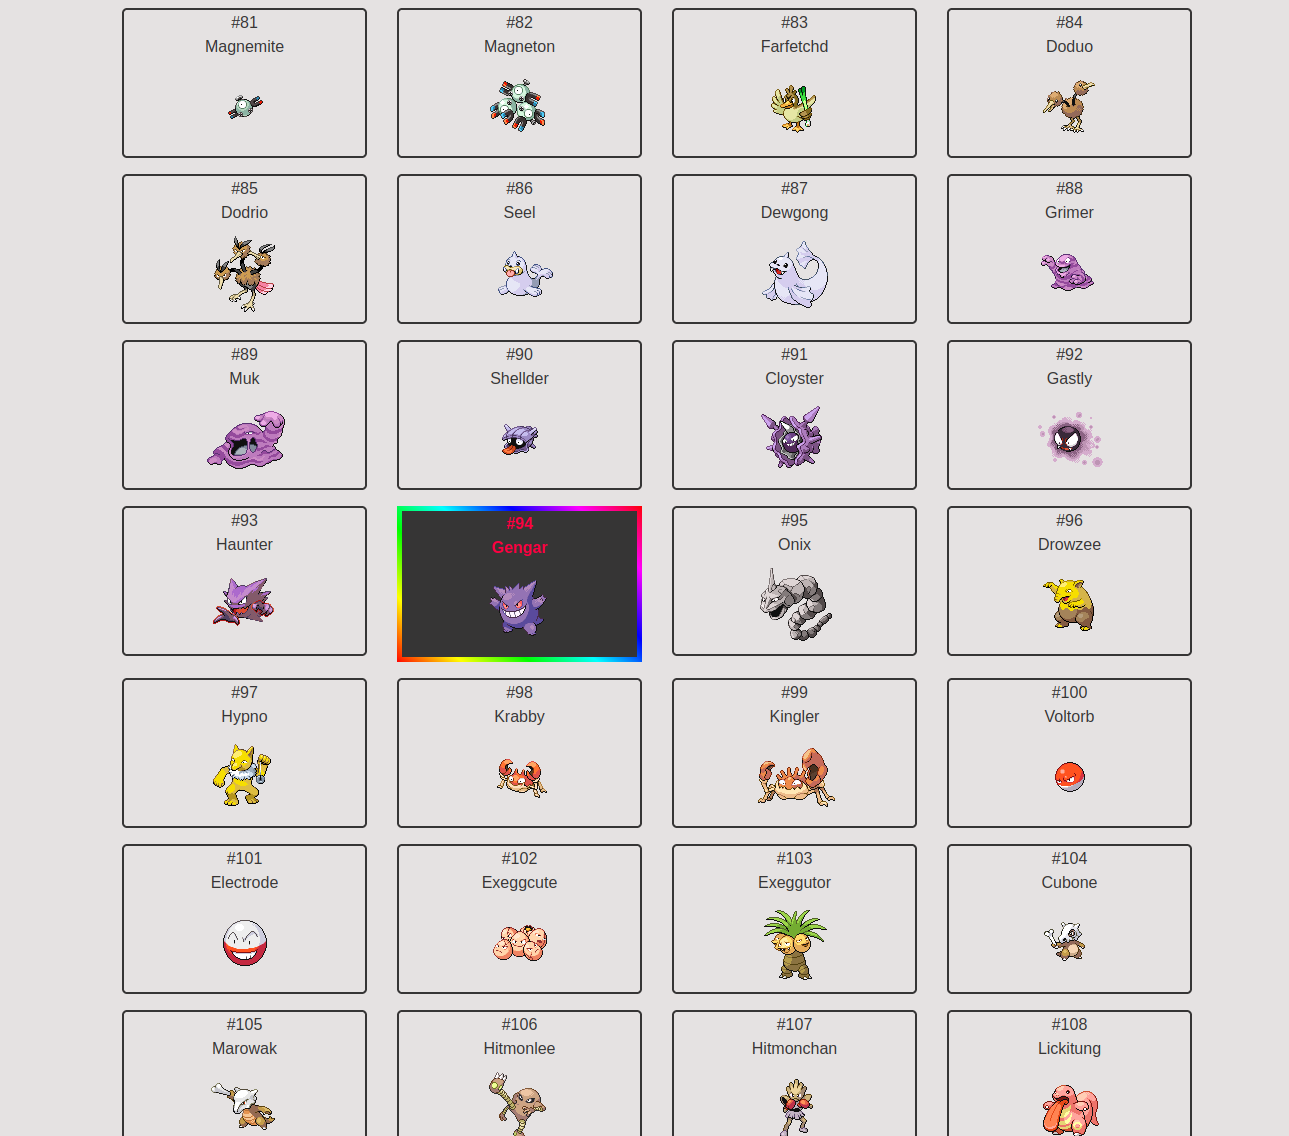 #81
Magnemite
#82
Magneton
#83
Farfetchd
#84
Doduo
#85
Dodrio
#86
Seel
#87
Dewgong
#88
Grimer
#89
Muk
#90
Shellder
#91
Cloyster
#92
Gastly
#93
Haunter
#94
Gengar
#95
Onix
#96
Drowzee
#97
Hypno
#98
Krabby
#99
Kingler
#100
Voltorb
#101
Electrode
#102
Exeggcute
#103
Exeggutor
#104
Cubone
#105
Marowak
#106
Hitmonlee
#107
Hitmonchan
#108
Lickitung